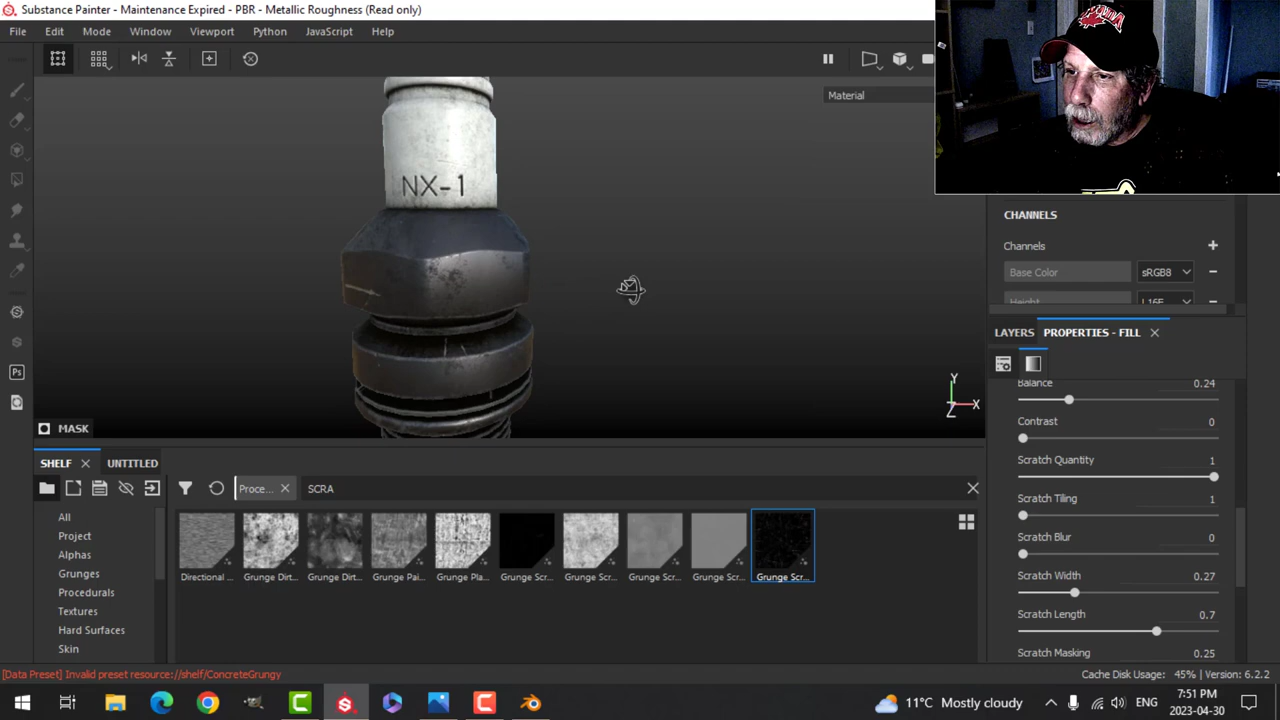 Substance Painter - Maintenance Expired - PBR - Metallic Roughness (Read only)
File Edit Mode Window Viewport Python JavaScript Help
Material
NX-1
CHANNELS
Channels
Base Color sRGB8
Height L16F
LAYERS PROPERTIES - FILL
Balance 0.24
Contrast 0
Scratch Quantity 1
Scratch Tiling 1
Scratch Blur 0
Scratch Width 0.27
Scratch Length 0.7
Scratch Masking 0.25
Y
X
Z
MASK
SHELF UNTITLED
Proce... SCRA
All
Project
Alphas
Grunges
Procedurals
Textures
Hard Surfaces
Skin
Directional ... Grunge Dirt... Grunge Dirt... Grunge Pai... Grunge Pla... Grunge Scr... Grunge Scr... Grunge Scr... Grunge Scr... Grunge Scr...
[Data Preset] Invalid preset resource://shelf/ConcreteGrungy
Cache Disk Usage: 45% | Version: 6.2.2
Ps
11°C Mostly cloudy
ENG
7:51 PM
2023-04-30